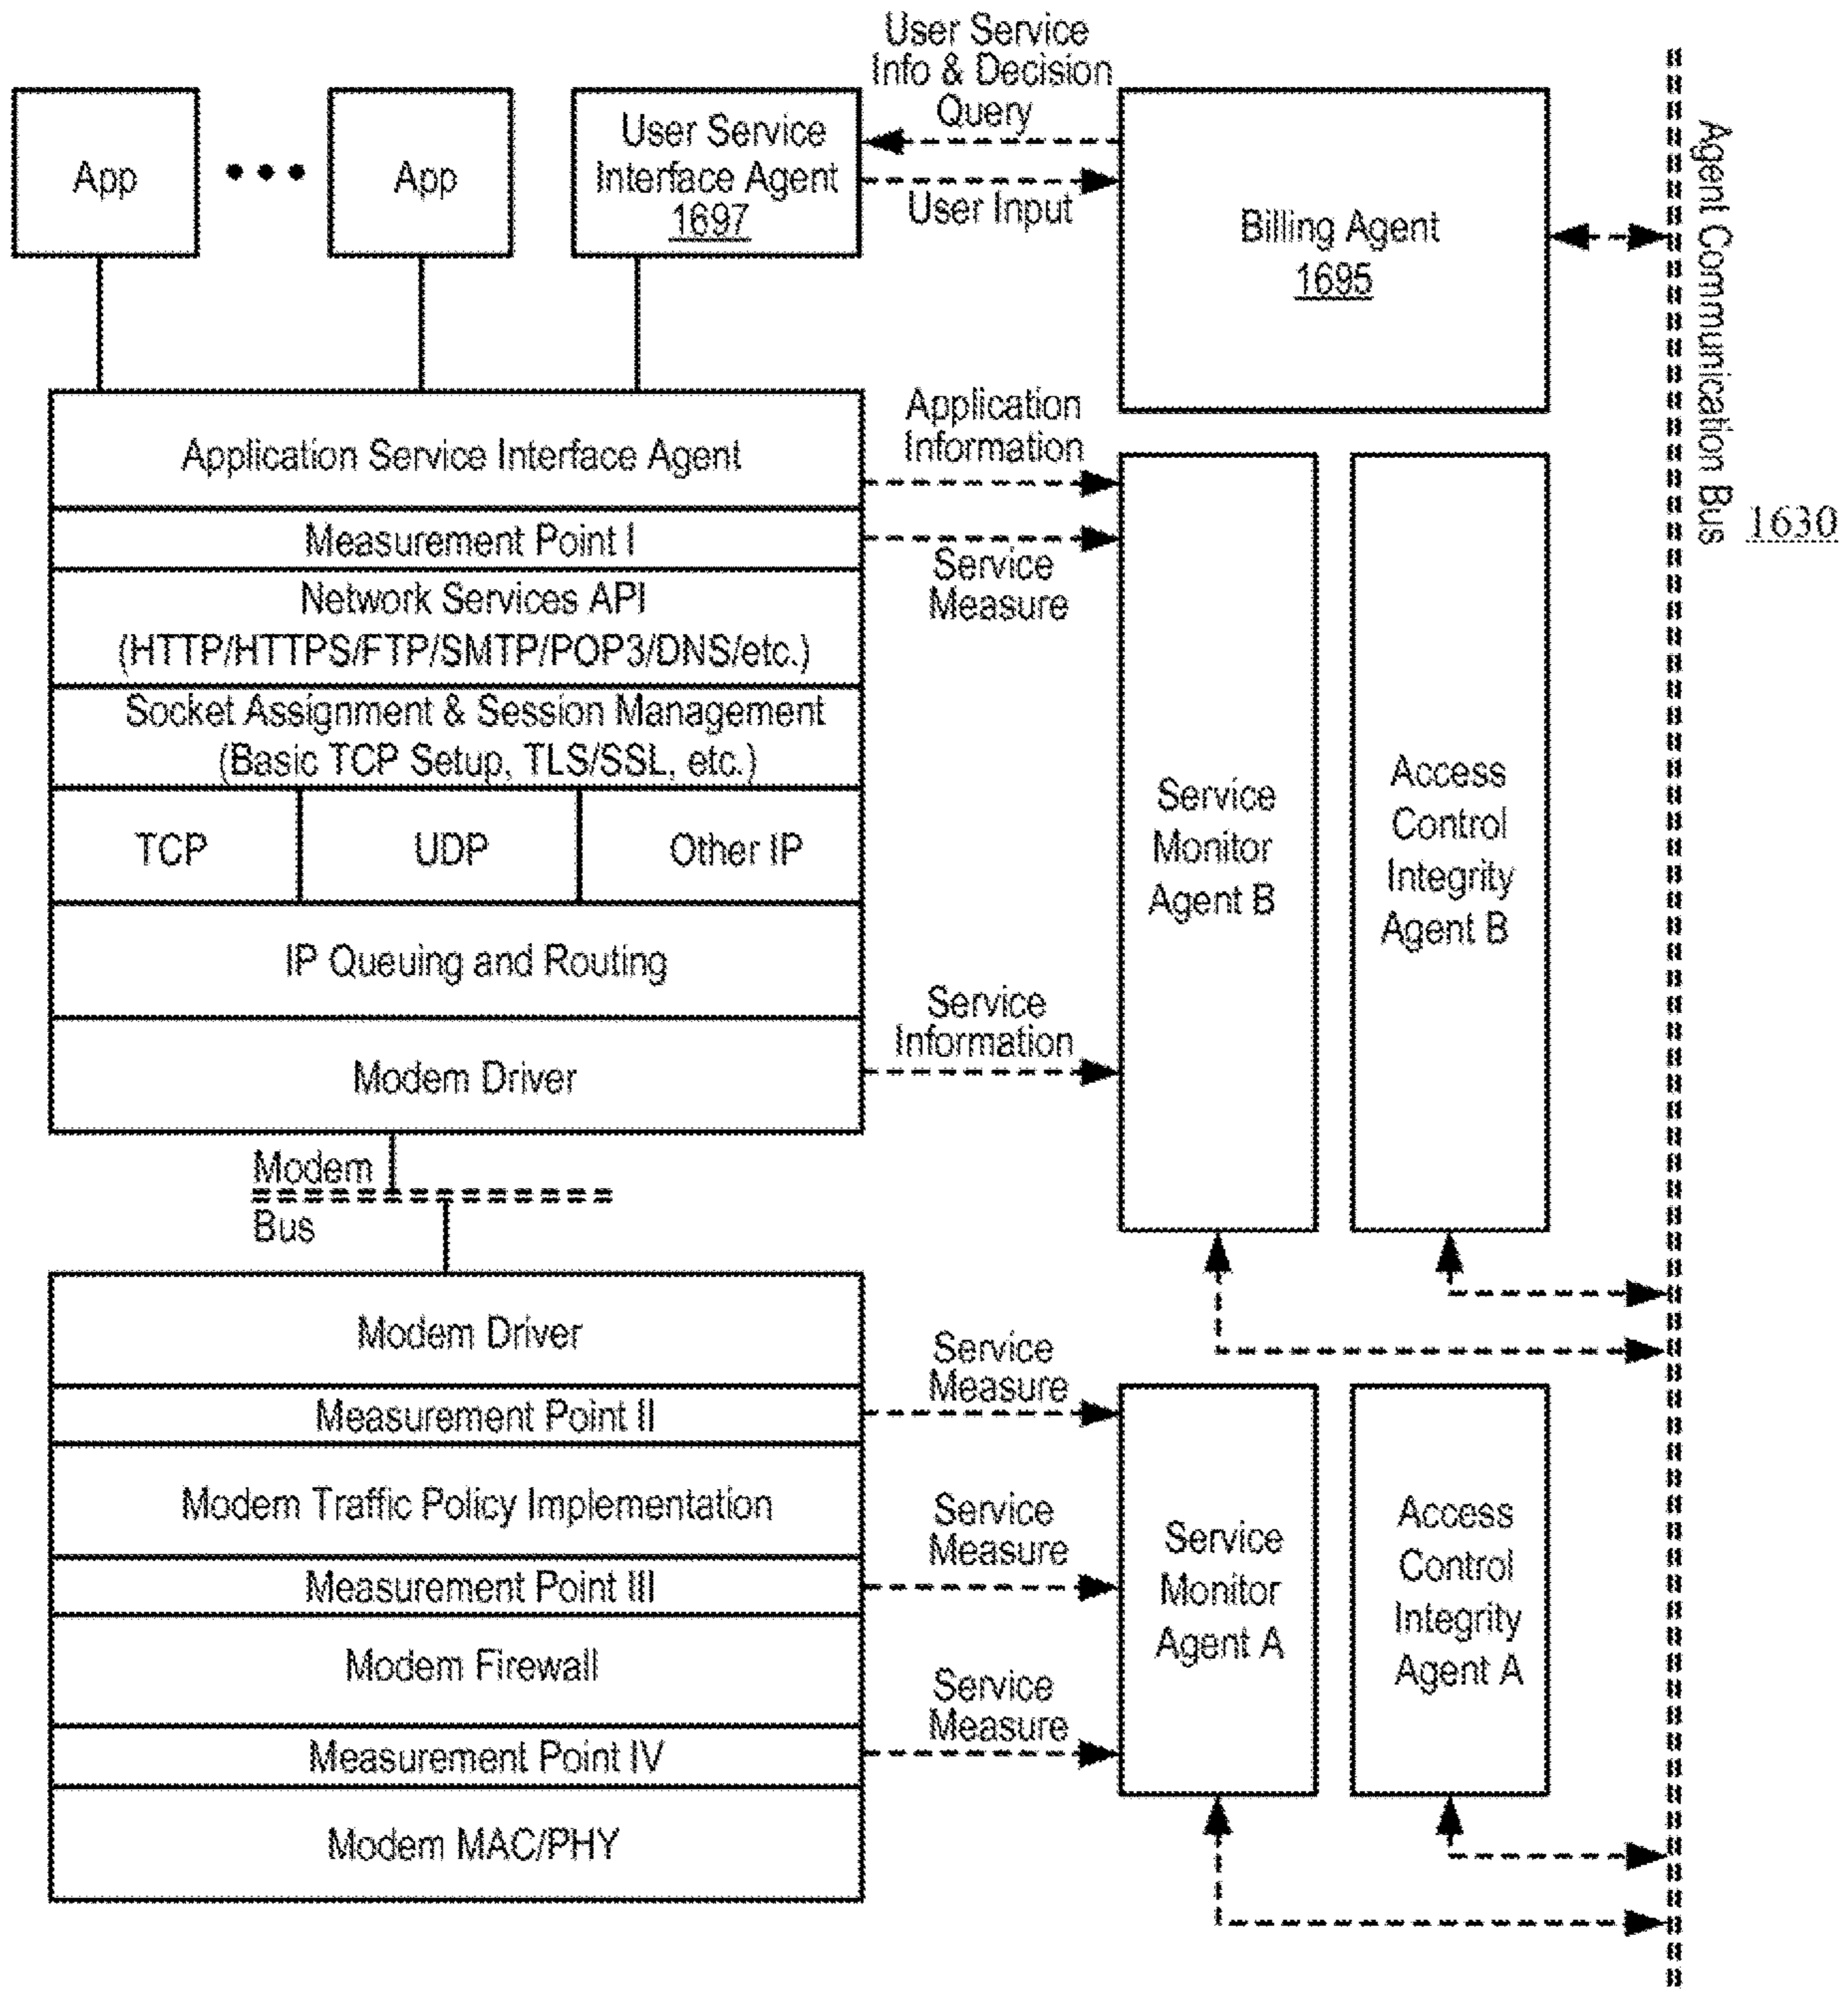 User Service
Info & Decision
Query
App
App
User Service
Interface Agent
1697
User Input
Billing Agent
1695
Agent Communication Bus
1630
Application Service Interface Agent
Application
Information
Measurement Point I
Service
Measure
Network Services API
(HTTP/HTTPS/FTP/SMTP/POP3/DNS/etc.)
Socket Assignment & Session Management
(Basic TCP Setup, TLS/SSL, etc.)
TCP
UDP
Other IP
IP Queuing and Routing
Service
Information
Modem Driver
Service
Monitor
Agent B
Access
Control
Integrity
Agent B
Modem
Bus
Modem Driver
Service
Measure
Measurement Point II
Modem Traffic Policy Implementation
Service
Measure
Measurement Point III
Modem Firewall
Service
Measure
Measurement Point IV
Modem MAC/PHY
Service
Monitor
Agent A
Access
Control
Integrity
Agent A